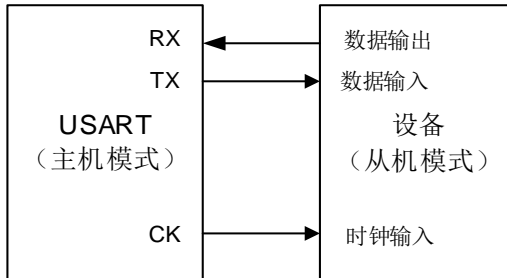 RX
数据输出
TX
数据输入
USART
（主机模式）
设备
（从机模式）
CK
时钟输入